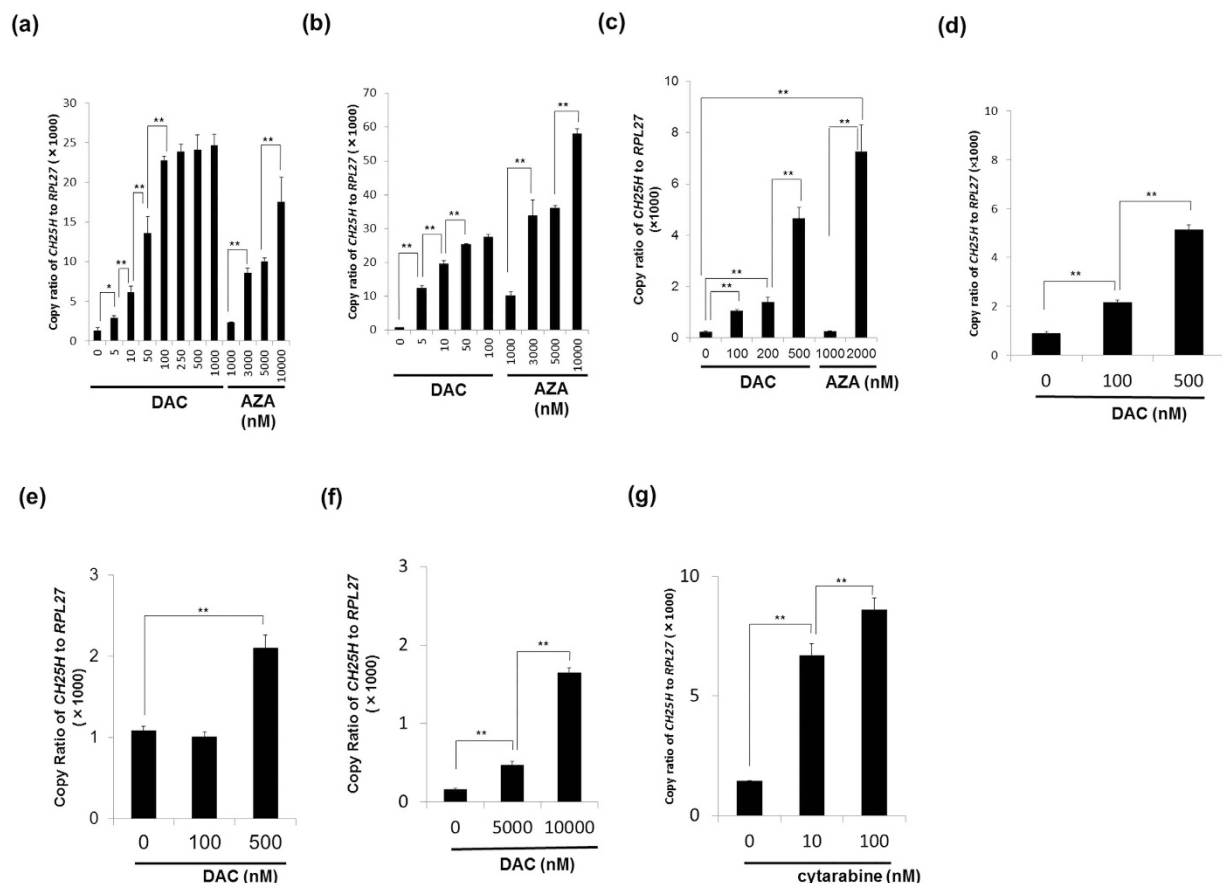 (a)
Copy ratio of CH25H to RPL27 (×1000)
30
25
20
15
10
5
0
* ** ** ** ** **
0 5 10 50 100 250 500 1000 1000 3000 5000 10000
DAC AZA
(nM)
(b)
Copy ratio of CH25H to RPL27 (×1000)
70
60
50
40
30
20
10
0
** ** ** ** **
0 5 10 50 100 1000 3000 5000 10000
DAC AZA
(nM)
(c)
Copy ratio of CH25H to RPL27
(×1000)
10
8
6
4
2
0
** ** ** ** **
0 100 200 500 1000 2000
DAC AZA (nM)
(d)
Copy ratio of CH25H to RPL27 (×1000)
10
8
6
4
2
0
** **
0 100 500
DAC (nM)
(e)
Copy Ratio of CH25H to RPL27
(×1000)
3
2
1
0
**
0 100 500
DAC (nM)
(f)
Copy Ratio of CH25H to RPL27
(×1000)
3
2
1
0
** **
0 5000 10000
DAC (nM)
(g)
Copy ratio of CH25H to RPL27 (×1000)
10
5
0
** **
0 10 100
cytarabine (nM)